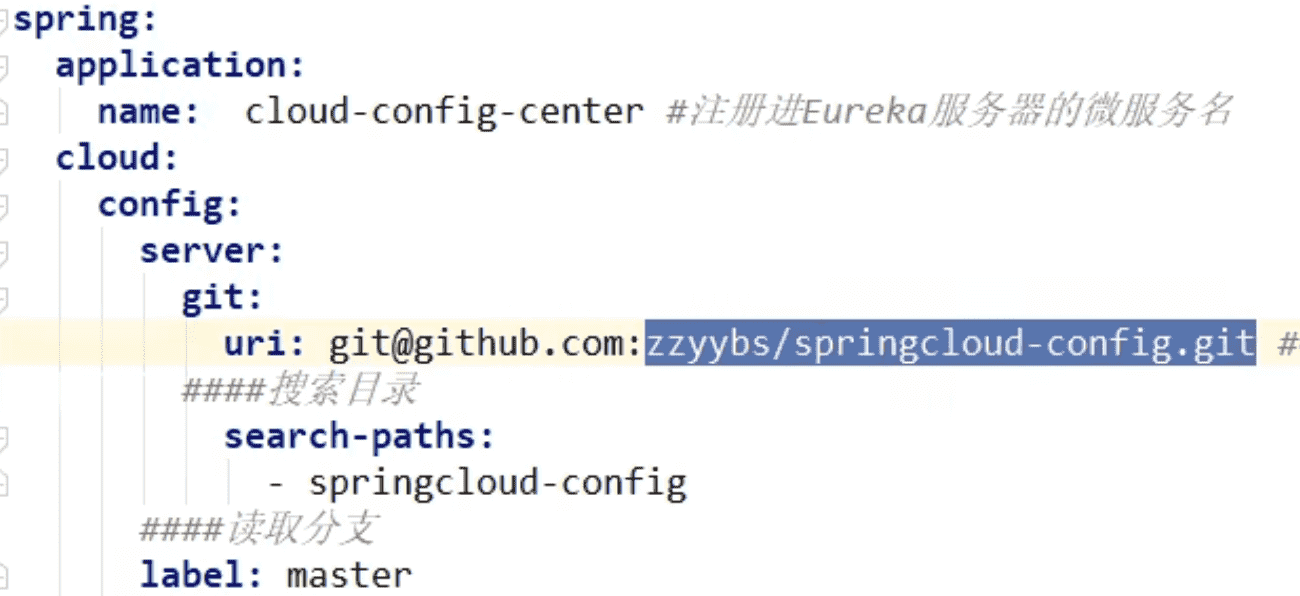 spring:
  application:
    name:  cloud-config-center #注册进Eureka服务器的微服务名
  cloud:
    config:
      server:
        git:
          uri: git@github.com:zzyybs/springcloud-config.git #
        ####搜索目录
          search-paths:
            - springcloud-config
      ####读取分支
      label: master